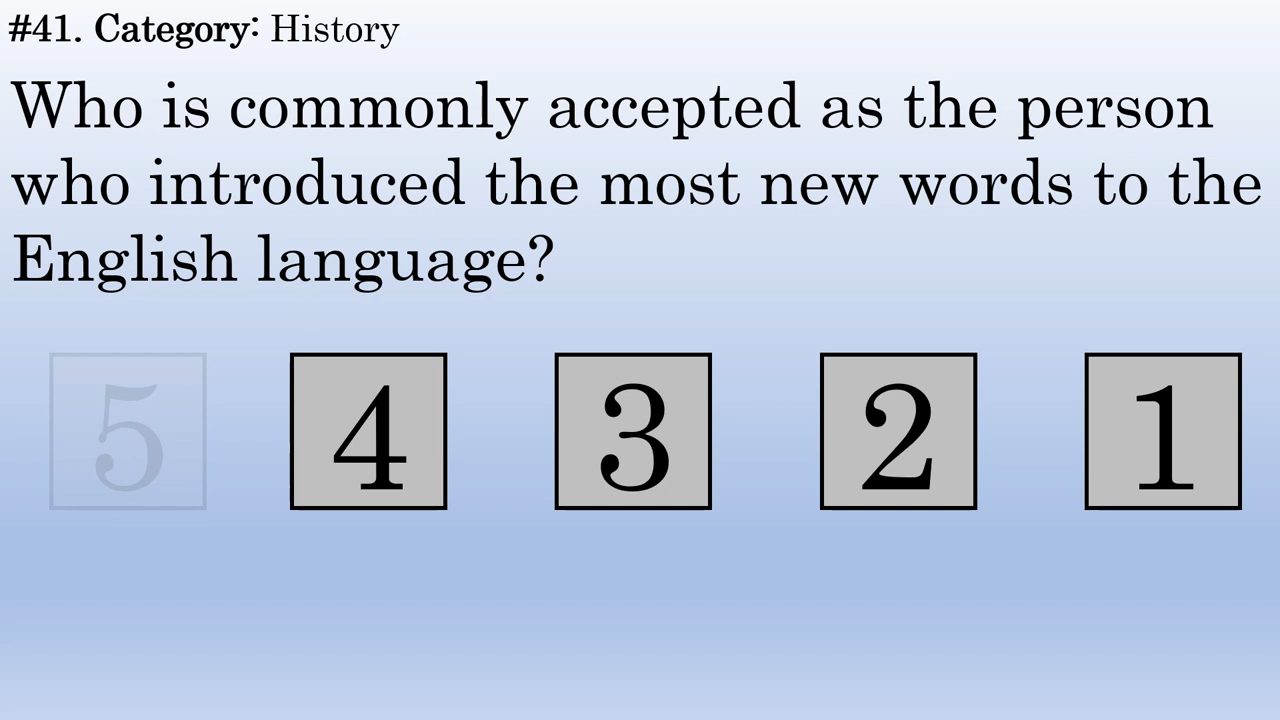 #41. Category: History
Who is commonly accepted as the person
who introduced the most new words to the
English language?
5 4 3 2 1